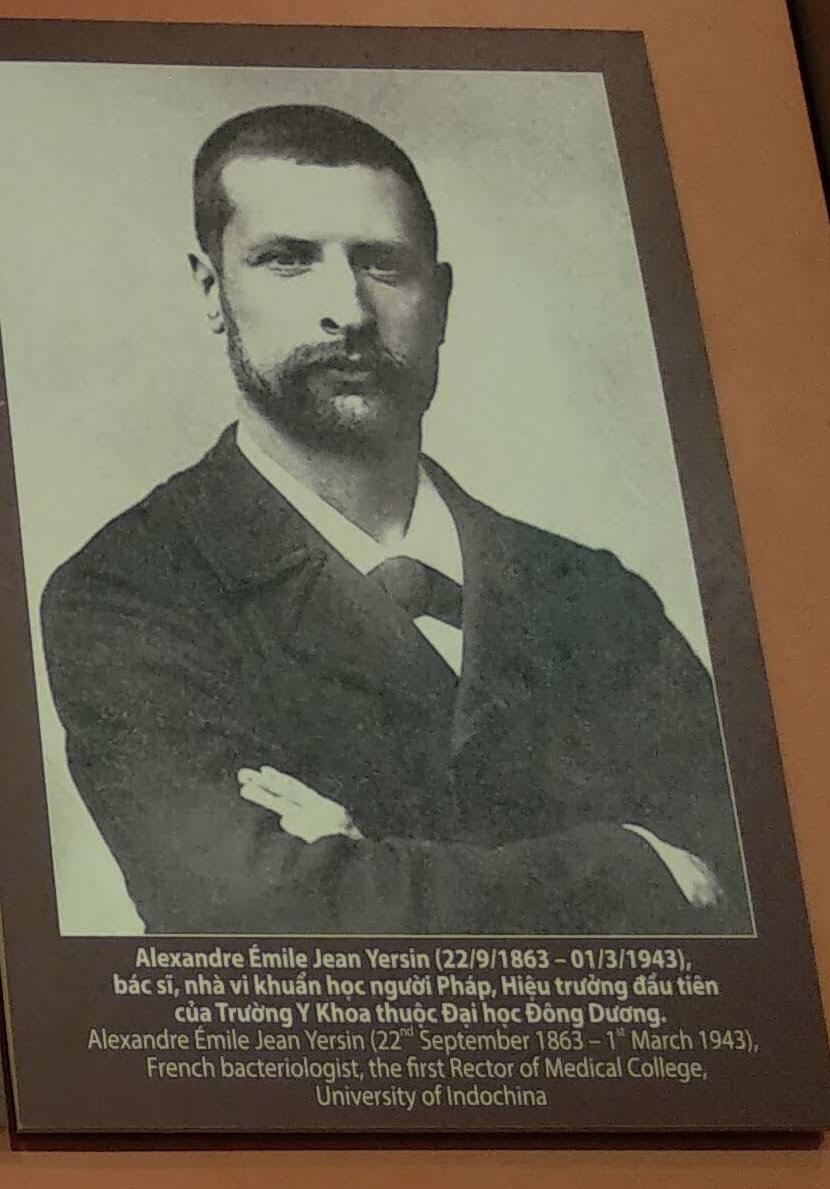 Alexandre Émile Jean Yersin (22/9/1863 – 01/3/1943),
bác sĩ, nhà vi khuẩn học người Pháp, Hiệu trưởng đầu tiên
của Trường Y Khoa thuộc Đại học Đông Dương.
Alexandre Émile Jean Yersin (22nd September 1863 – 1st March 1943),
French bacteriologist, the first Rector of Medical College,
University of Indochina